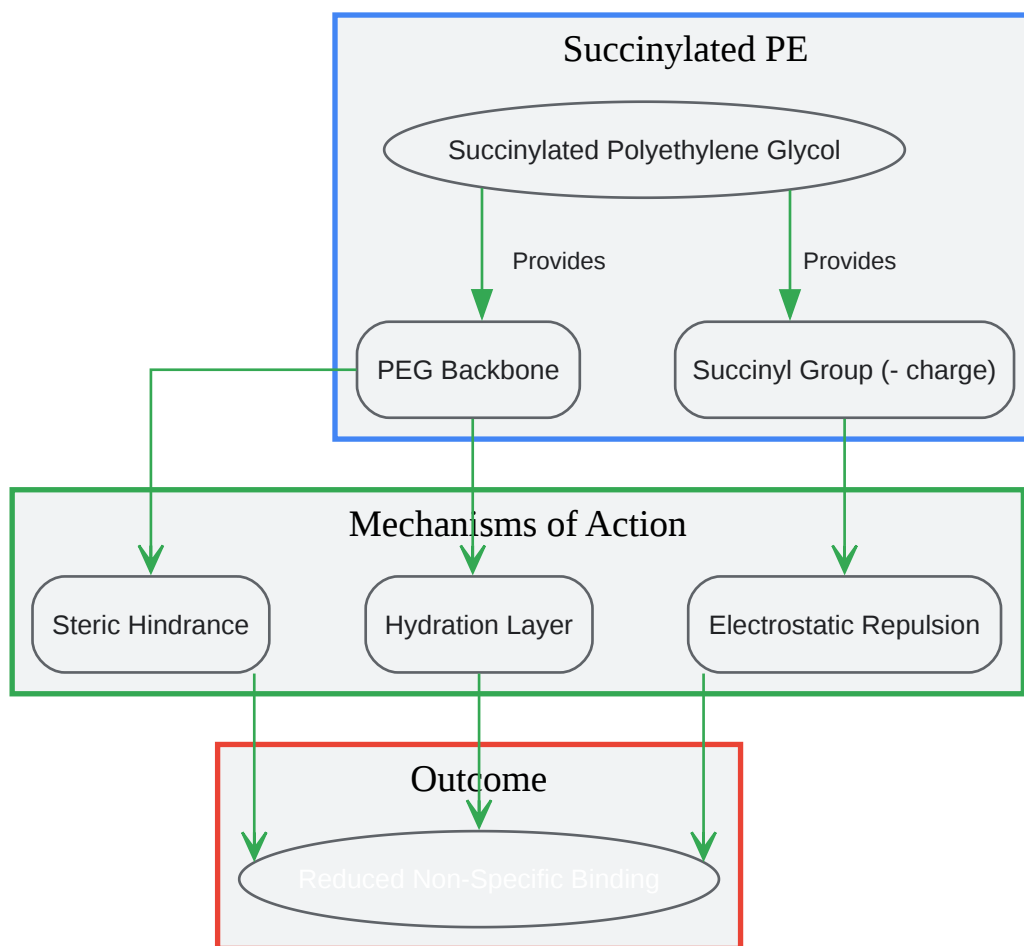 Succinylated PE
Succinylated Polyethylene Glycol
Provides
Provides
PEG Backbone
Succinyl Group (- charge)
Mechanisms of Action
Steric Hindrance
Hydration Layer
Electrostatic Repulsion
Outcome
Reduced Non-Specific Binding